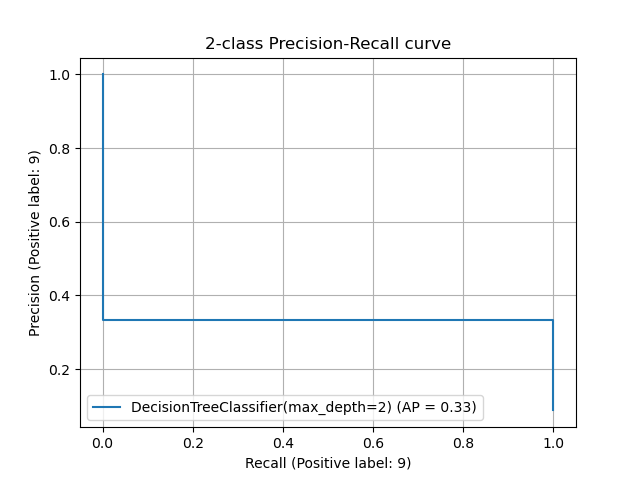 2-class Precision-Recall curve
1.0
0.8
0.6
0.4
0.2
Precision (Positive label: 9)
DecisionTreeClassifier(max_depth=2) (AP = 0.33)
0.0 0.2 0.4 0.6 0.8 1.0
Recall (Positive label: 9)